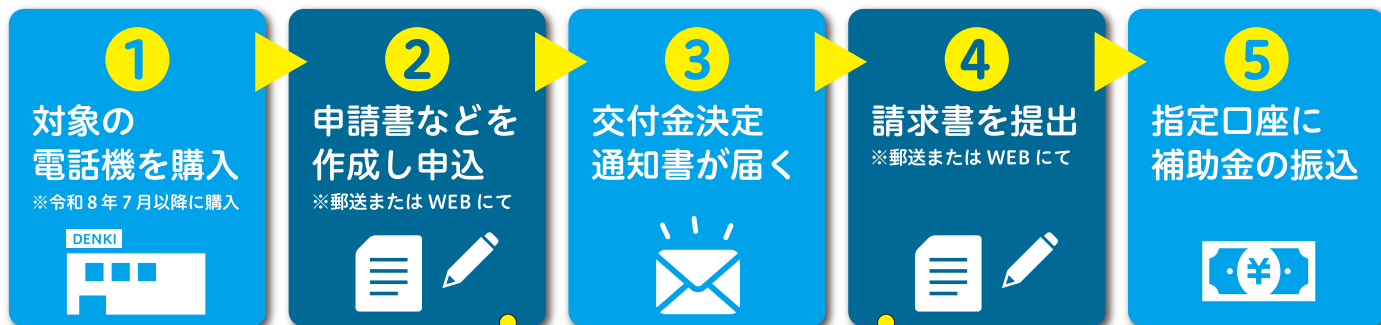 1
対象の
電話機を購入
※令和8年7月以降に購入
DENKI
2
申請書などを
作成し申込
※郵送またはWEBにて
3
交付金決定
通知書が届く
4
請求書を提出
※郵送またはWEBにて
5
指定口座に
補助金の振込
¥